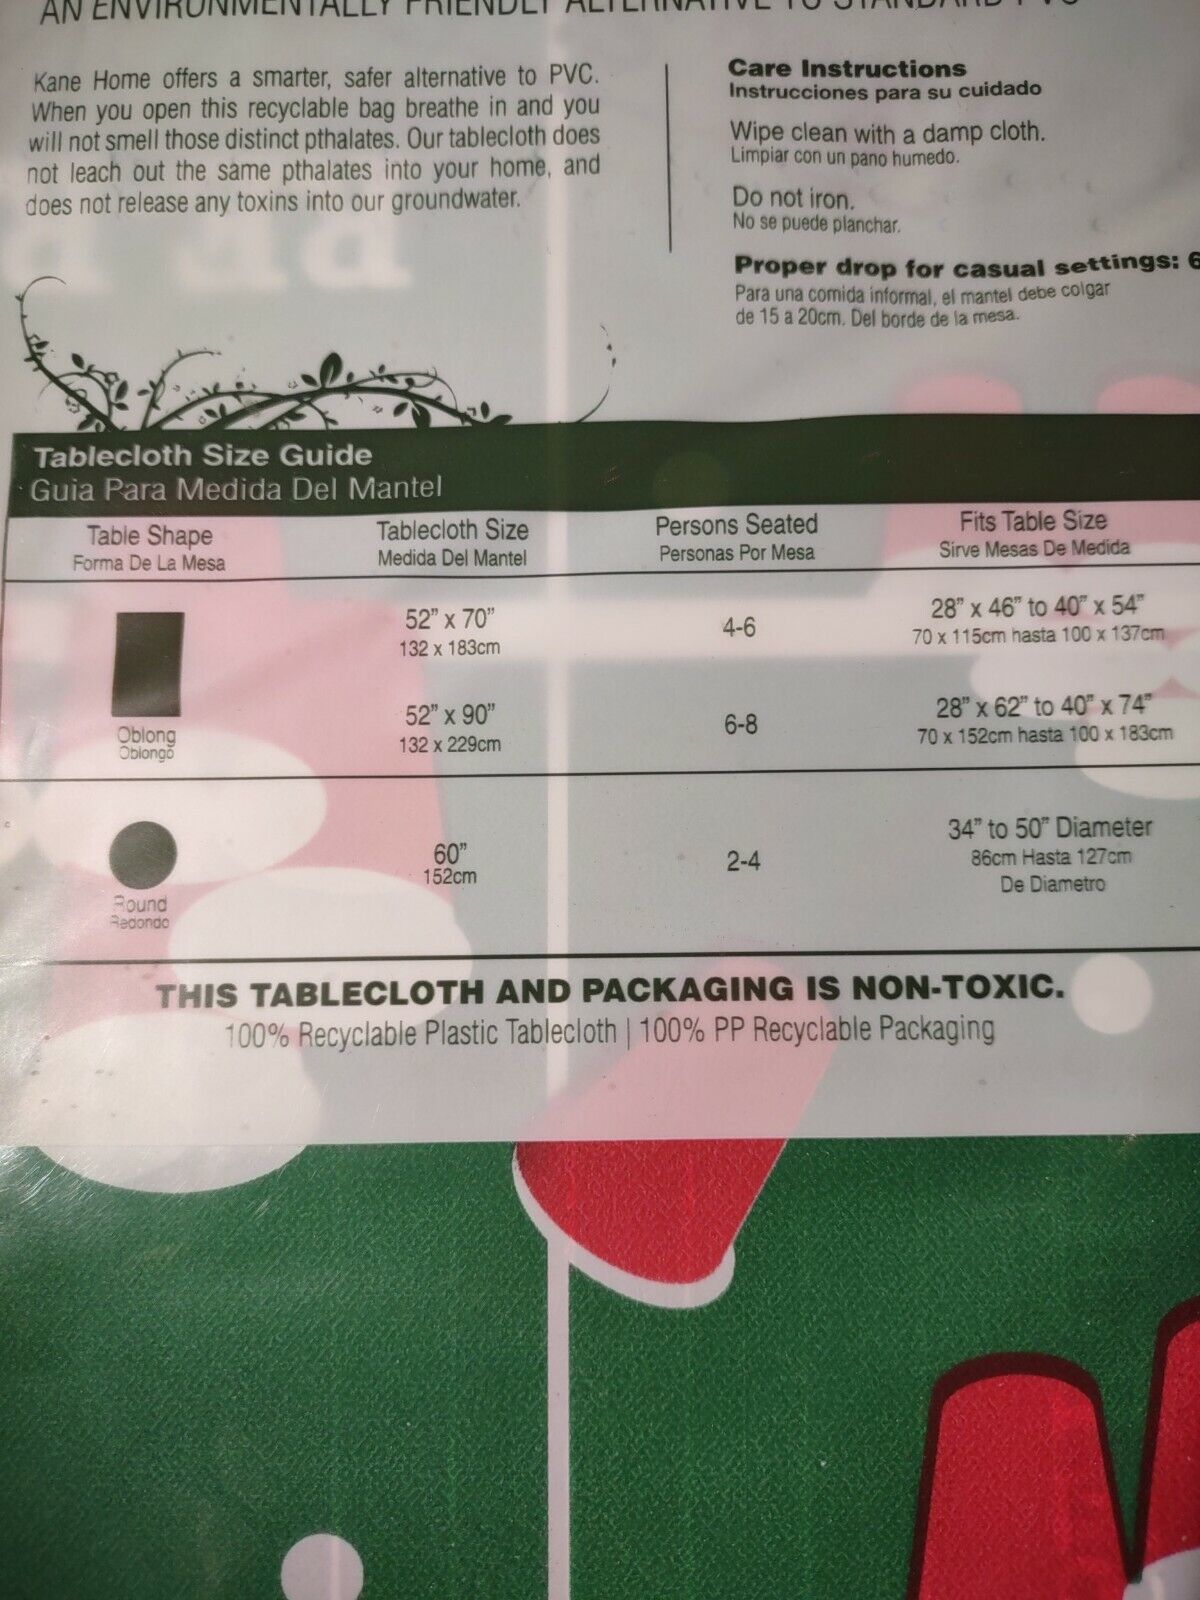 AN ENVIRONMENTALLY FRIENDLY ALTERNATIVE TO STANDARD PVC
Kane Home offers a smarter, safer alternative to PVC.
When you open this recyclable bag breathe in and you
will not smell those distinct pthalates. Our tablecloth does
not leach out the same pthalates into your home, and
does not release any toxins into our groundwater.
Care Instructions
Instrucciones para su cuidado
Wipe clean with a damp cloth.
Limpiar con un pano humedo.
Do not iron.
No se puede planchar.
Proper drop for casual settings: 6
Para una comida informal, el mantel debe colgar
de 15 a 20cm. Del borde de la mesa.
Tablecloth Size Guide
Guia Para Medida Del Mantel
Table Shape Tablecloth Size Persons Seated Fits Table Size
Forma De La Mesa Medida Del Mantel Personas Por Mesa Sirve Mesas De Medida
52” x 70” 4-6 28” x 46” to 40” x 54”
132 x 183cm 70 x 115cm hasta 100 x 137cm
Oblong 52” x 90” 6-8 28” x 62” to 40” x 74”
Oblongo 132 x 229cm 70 x 152cm hasta 100 x 183cm
60” 2-4 34” to 50” Diameter
152cm 86cm Hasta 127cm
Round De Diametro
Redondo
THIS TABLECLOTH AND PACKAGING IS NON-TOXIC.
100% Recyclable Plastic Tablecloth | 100% PP Recyclable Packaging